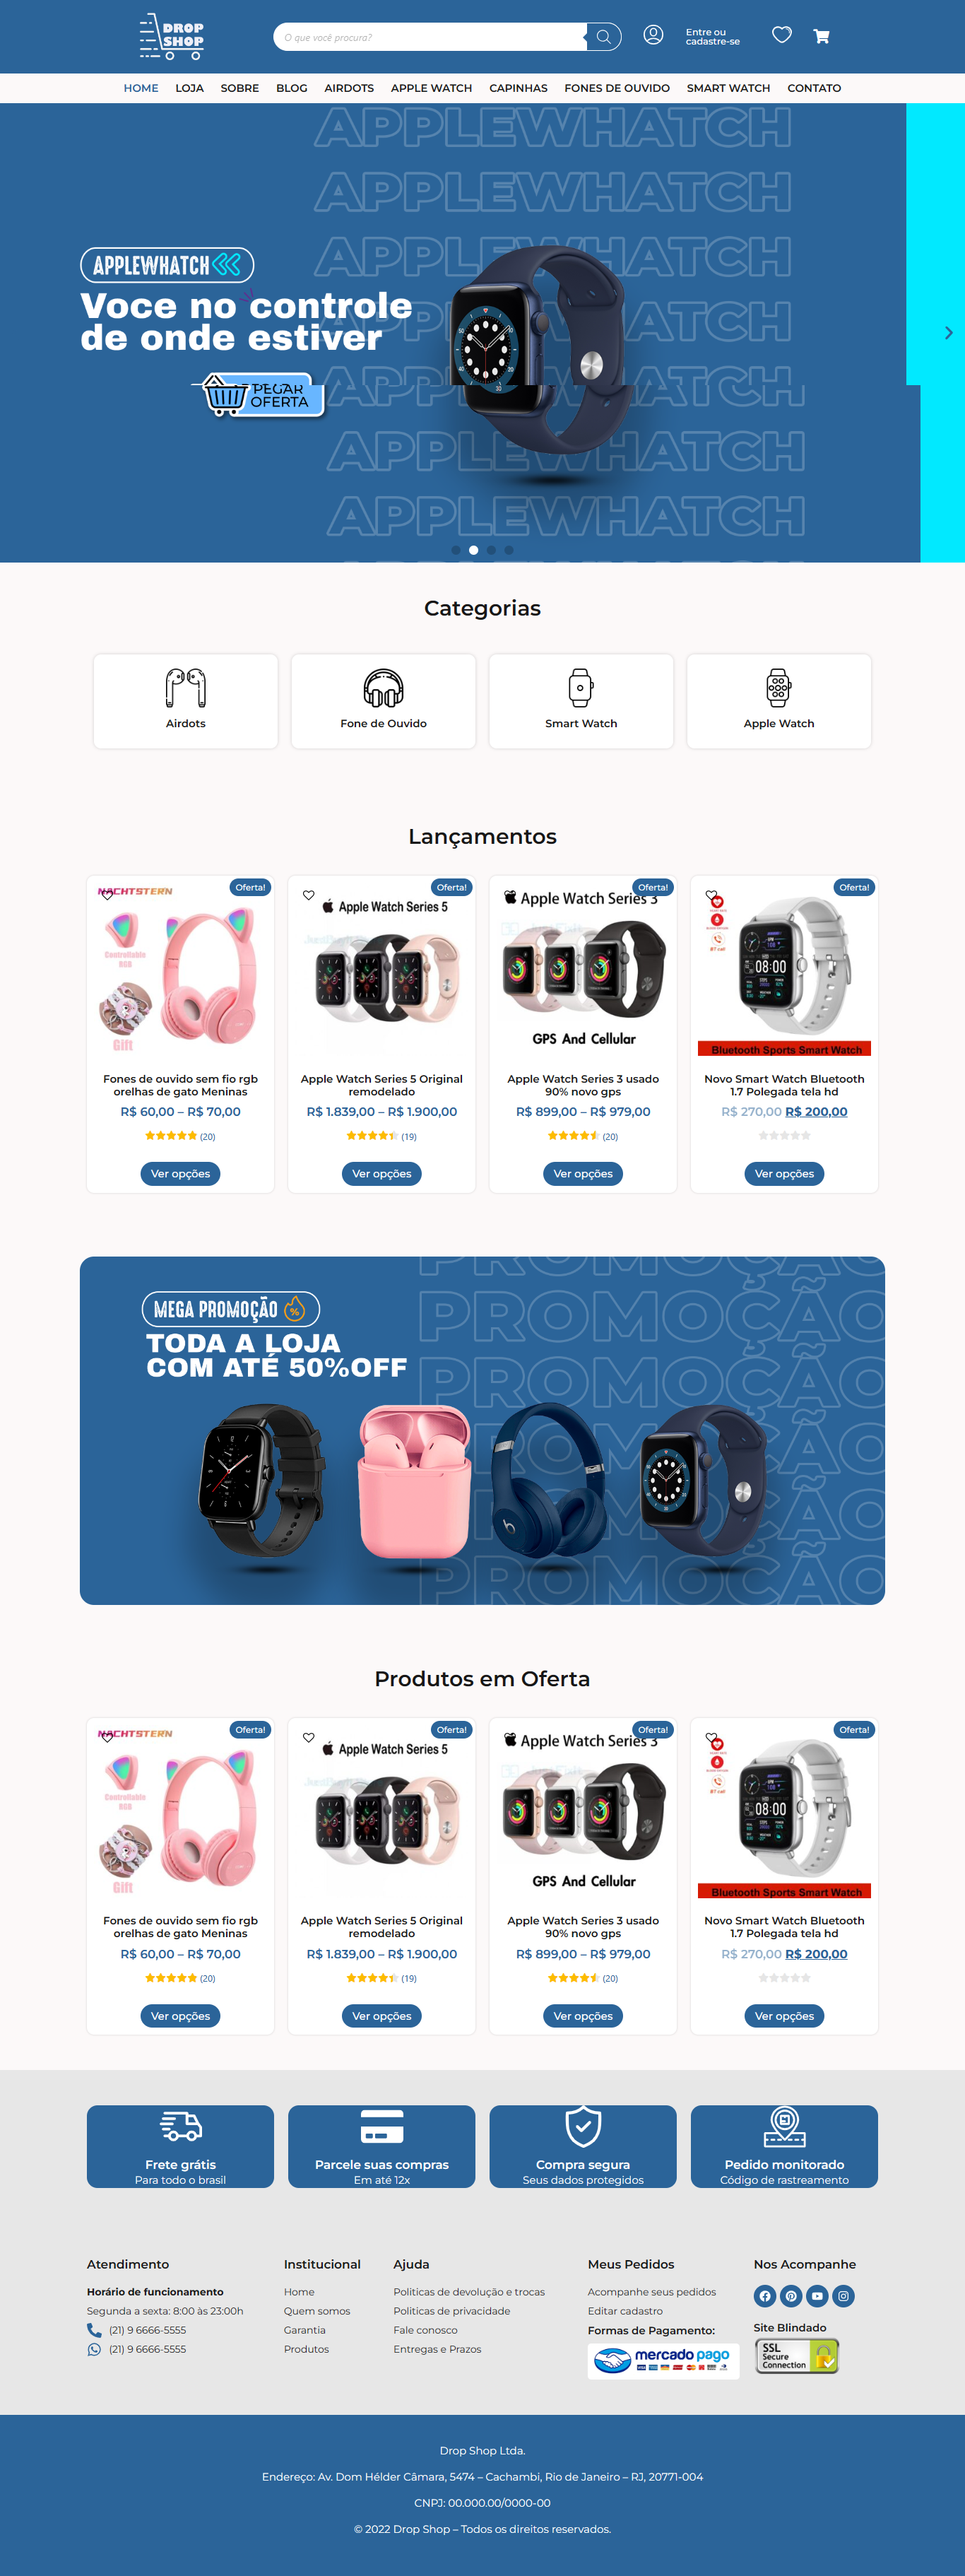 DROP
SHOP
O que você procura?
Entre ou
cadastre-se
HOME LOJA SOBRE BLOG AIRDOTS APPLE WATCH CAPINHAS FONES DE OUVIDO SMART WATCH CONTATO
APPLEWHATCH
APPLEWHATCH
APPLEWHATCH
APPLEWHATCH
APPLEWHATCH
APPLEWHATCH
Voce no controle
de onde estiver
PEGAR
OFERTA
APPLEWHATCH
APPLEWHATCH
APPLEWHATCH
Categorias
Airdots
Fone de Ouvido
Smart Watch
Apple Watch
Lançamentos
NACHTSTERN
Oferta!
Controllable
RGB
Gift
Fones de ouvido sem fio rgb
orelhas de gato Meninas
R$ 60,00 – R$ 70,00
(20)
Ver opções
Oferta!
Apple Watch Series 5
Apple Watch Series 5 Original
remodelado
R$ 1.839,00 – R$ 1.900,00
(19)
Ver opções
Oferta!
Apple Watch Series 3
GPS And Cellular
Apple Watch Series 3 usado
90% novo gps
R$ 899,00 – R$ 979,00
(20)
Ver opções
Oferta!
BT call
08:00
Bluetooth Sports Smart Watch
Novo Smart Watch Bluetooth
1.7 Polegada tela hd
R$ 270,00 R$ 200,00
Ver opções
MEGA PROMOÇÃO %
TODA A LOJA
COM ATÉ 50%OFF
PROMOÇÃO
PROMOÇÃO
PROMOÇÃO
PROMOÇÃO
PROMOÇÃO
PROMOÇÃO
Produtos em Oferta
NACHTSTERN
Oferta!
Controllable
RGB
Gift
Fones de ouvido sem fio rgb
orelhas de gato Meninas
R$ 60,00 – R$ 70,00
(20)
Ver opções
Oferta!
Apple Watch Series 5
Apple Watch Series 5 Original
remodelado
R$ 1.839,00 – R$ 1.900,00
(19)
Ver opções
Oferta!
Apple Watch Series 3
GPS And Cellular
Apple Watch Series 3 usado
90% novo gps
R$ 899,00 – R$ 979,00
(20)
Ver opções
Oferta!
BT call
08:00
Bluetooth Sports Smart Watch
Novo Smart Watch Bluetooth
1.7 Polegada tela hd
R$ 270,00 R$ 200,00
Ver opções
Frete grátis
Para todo o brasil
Parcele suas compras
Em até 12x
Compra segura
Seus dados protegidos
Pedido monitorado
Código de rastreamento
Atendimento
Horário de funcionamento
Segunda a sexta: 8:00 às 23:00h
(21) 9 6666-5555
(21) 9 6666-5555
Institucional
Home
Quem somos
Garantia
Produtos
Ajuda
Politicas de devolução e trocas
Politicas de privacidade
Fale conosco
Entregas e Prazos
Meus Pedidos
Acompanhe seus pedidos
Editar cadastro
Formas de Pagamento:
mercado pago
Nos Acompanhe
Site Blindado
SSL
Secure
Connection
Drop Shop Ltda.
Endereço: Av. Dom Hélder Câmara, 5474 – Cachambi, Rio de Janeiro – RJ, 20771-004
CNPJ: 00.000.00/0000-00
© 2022 Drop Shop – Todos os direitos reservados.